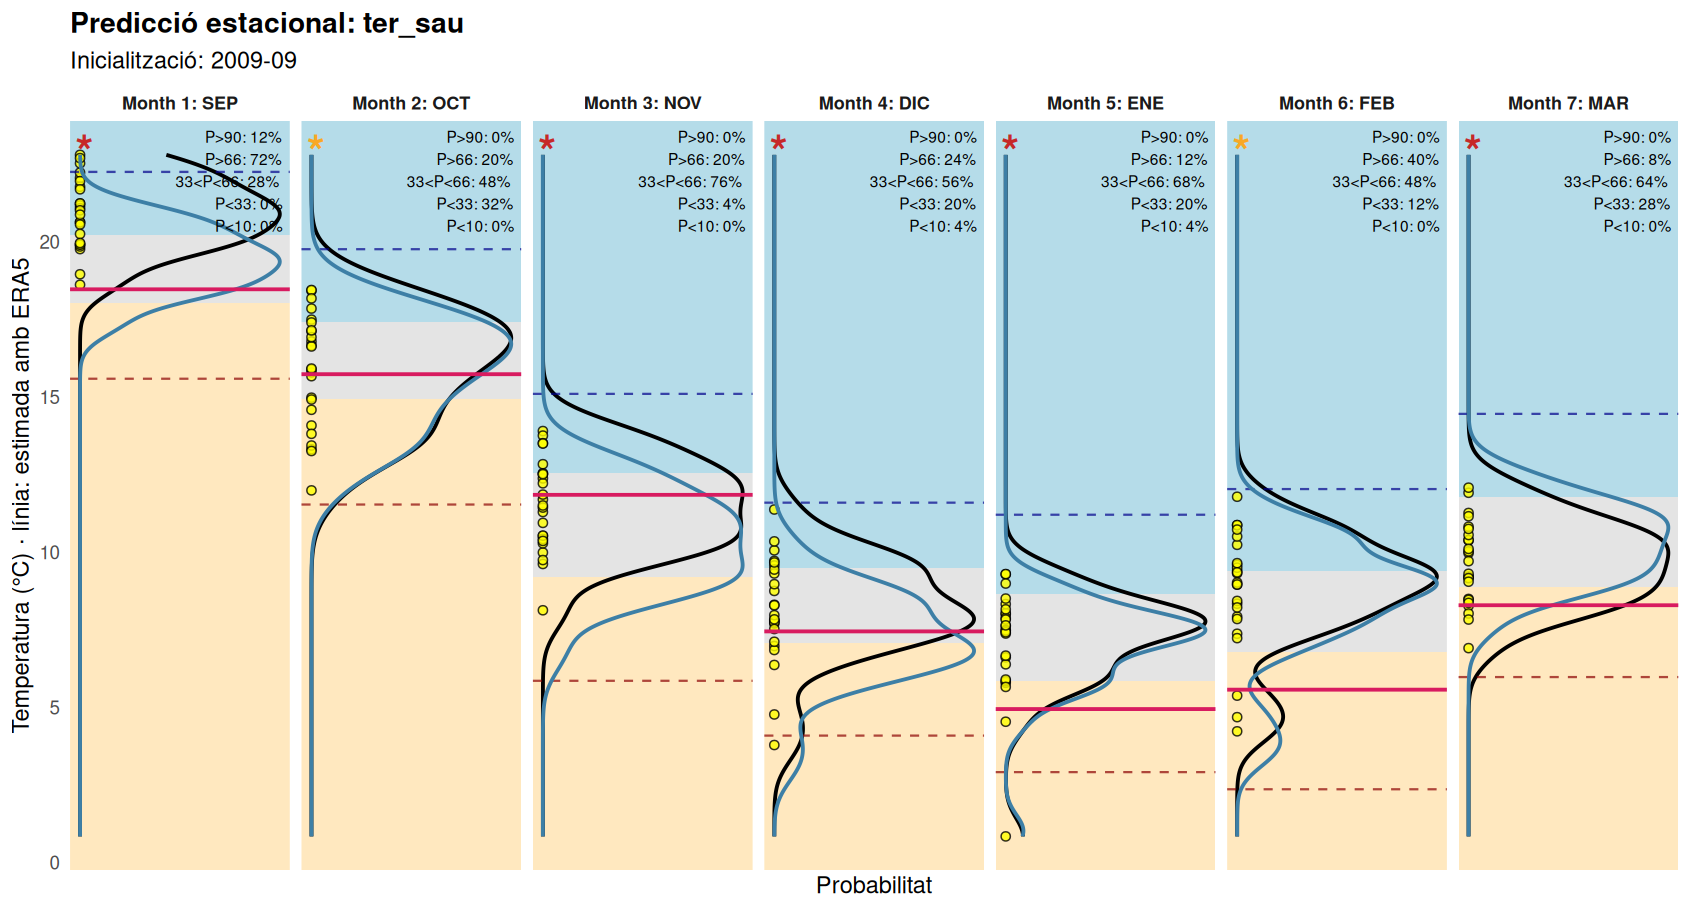 Predicció estacional: ter_sau
Inicialització: 2009-09
Month 1: SEP
Month 2: OCT
Month 3: NOV
Month 4: DIC
Month 5: ENE
Month 6: FEB
Month 7: MAR
P>90: 12%
P>66: 72%
33<P<66: 28%
P<33: 0%
P<10: 0%
P>90: 0%
P>66: 20%
33<P<66: 48%
P<33: 32%
P<10: 0%
P>90: 0%
P>66: 20%
33<P<66: 76%
P<33: 4%
P<10: 0%
P>90: 0%
P>66: 24%
33<P<66: 56%
P<33: 20%
P<10: 4%
P>90: 0%
P>66: 12%
33<P<66: 68%
P<33: 20%
P<10: 4%
P>90: 0%
P>66: 40%
33<P<66: 48%
P<33: 12%
P<10: 0%
P>90: 0%
P>66: 8%
33<P<66: 64%
P<33: 28%
P<10: 0%
Temperatura (°C) · línia: estimada amb ERA5
20
15
10
5
0
Probabilitat